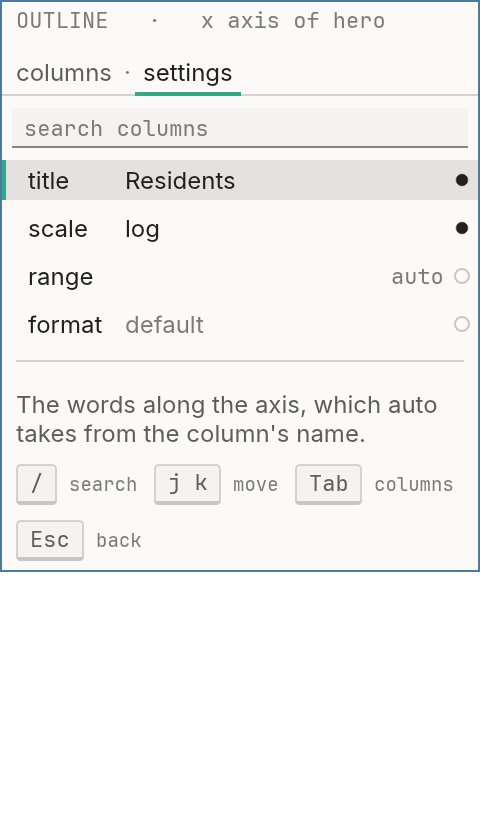 OUTLINE · x axis of hero
columns · settings
search columns
title Residents
scale log
range auto
format default
The words along the axis, which auto
takes from the column's name.
/ search j k move Tab columns
Esc back